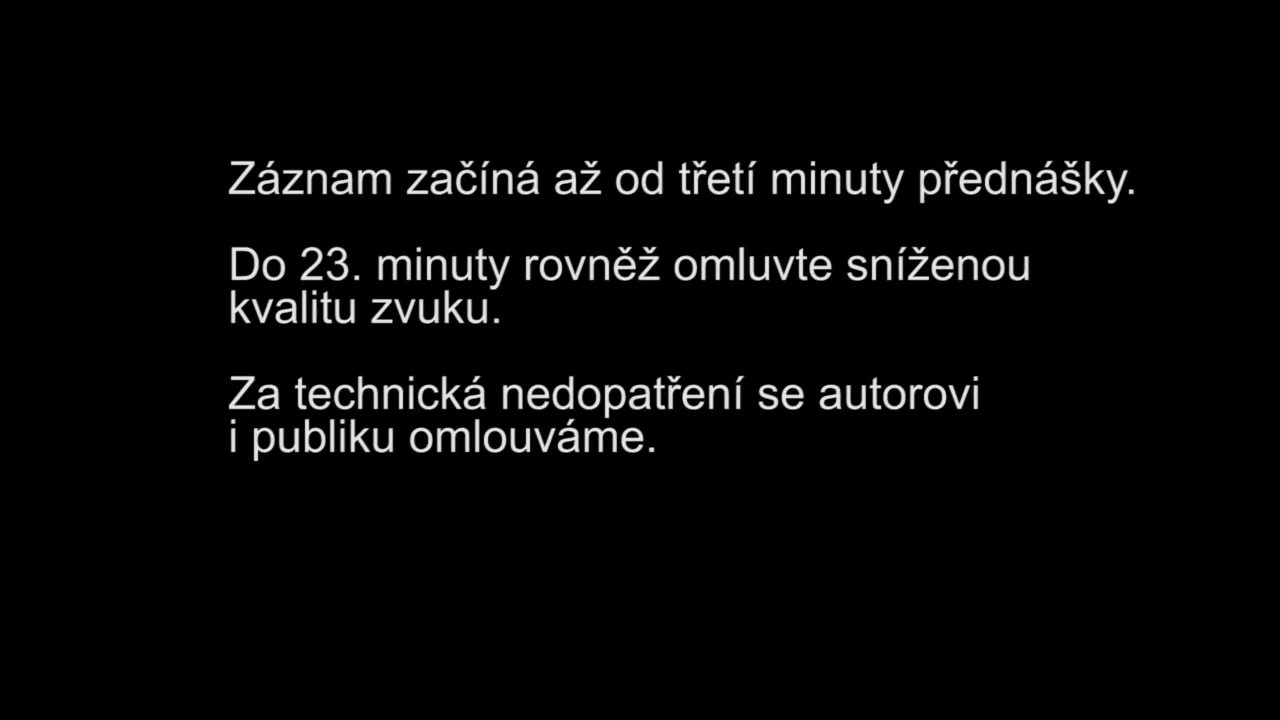 Záznam začíná až od třetí minuty přednášky.
Do 23. minuty rovněž omluvte sníženou
kvalitu zvuku.
Za technická nedopatření se autorovi
i publiku omlouváme.